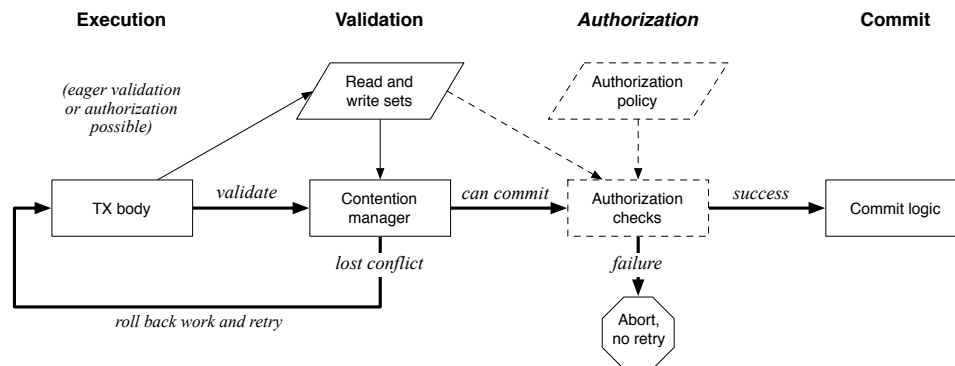 Execution
Validation
Authorization
Commit
(eager validation
or authorization
possible)
Read and
write sets
Authorization
policy
TX body
validate
Contention
manager
can commit
Authorization
checks
success
Commit logic
lost conflict
failure
roll back work and retry
Abort,
no retry